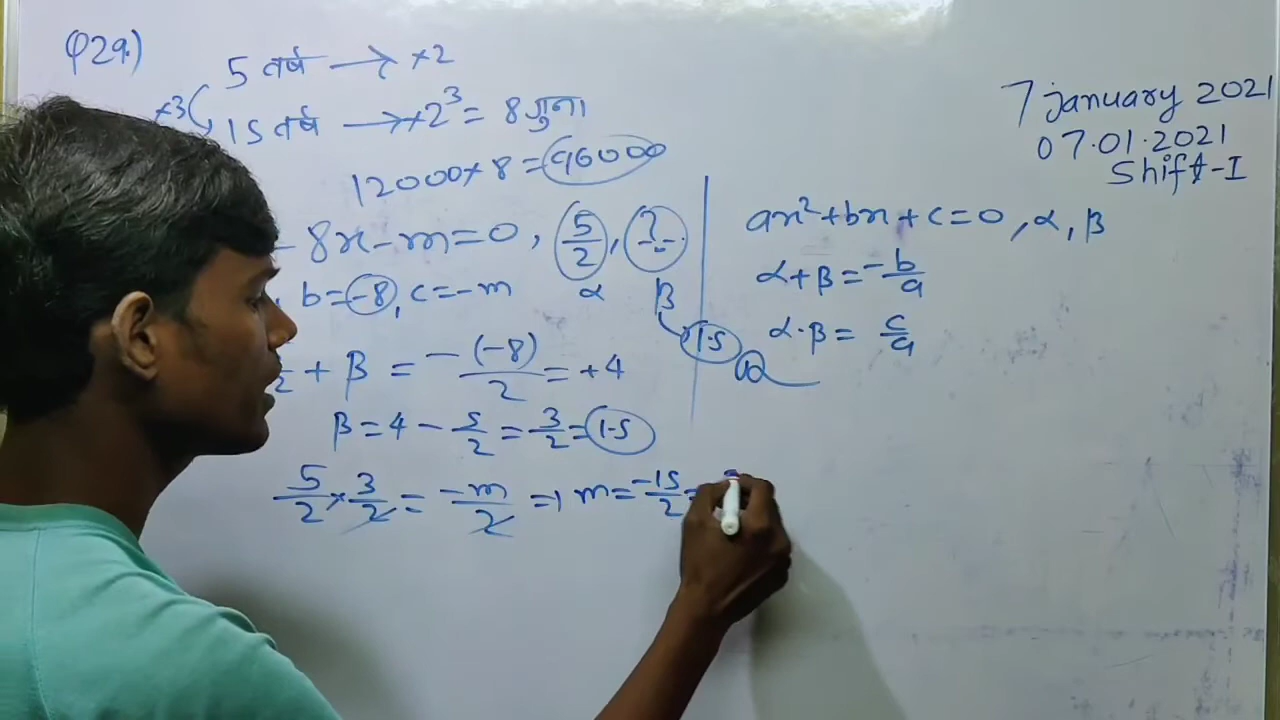 Q29.)
5 वर्ष → ×2
×3 ( 15 वर्ष → ×2³ = 8 गुना
12000×8 = 96000
- 8x - m = 0, 5/2, ?
b = -8, c = -m α β
→ 1.5
+ β = -(-8)/2 = +4
β = 4 - 5/2 = 3/2 = 1.5
5/2 × 3/2 = -m/2 ⇒ m = -15/2 =
7 january 2021
07.01.2021
Shift-I
ax²+bx+c=0, α, β
α+β = -b/a
α·β = c/a